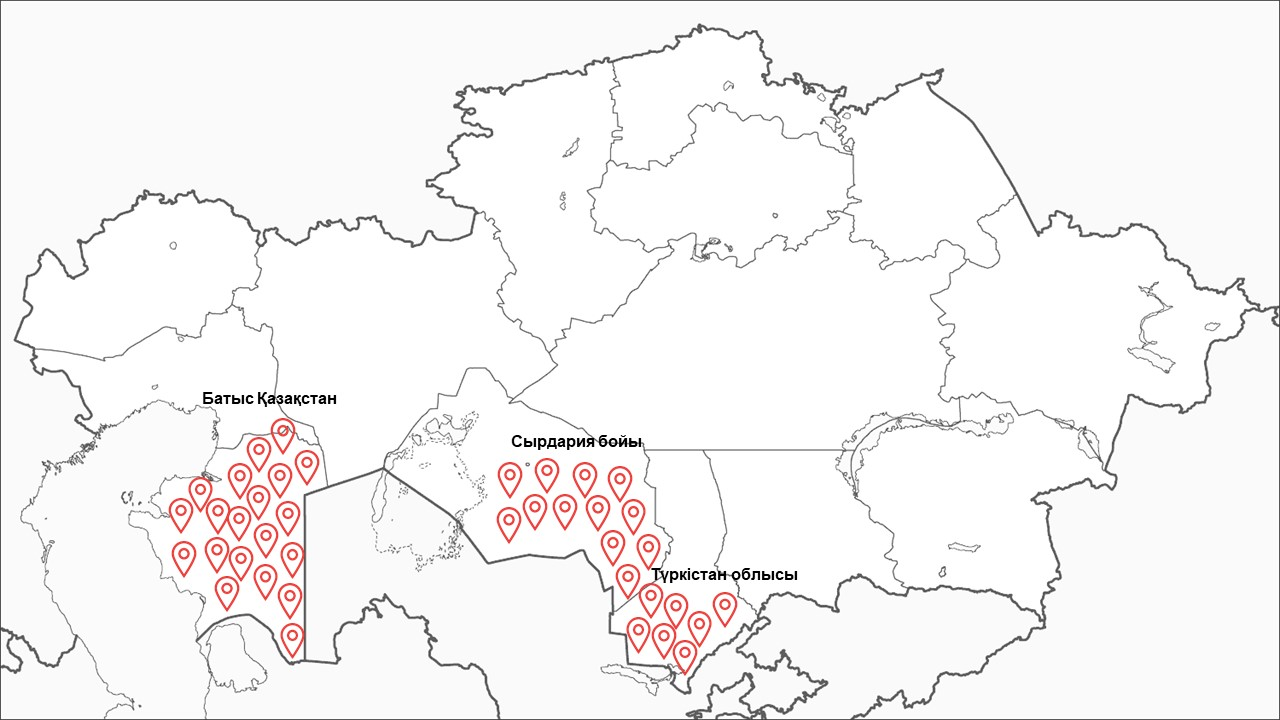 Батыс Қазақстан
Сырдария бойы
Түркістан облысы